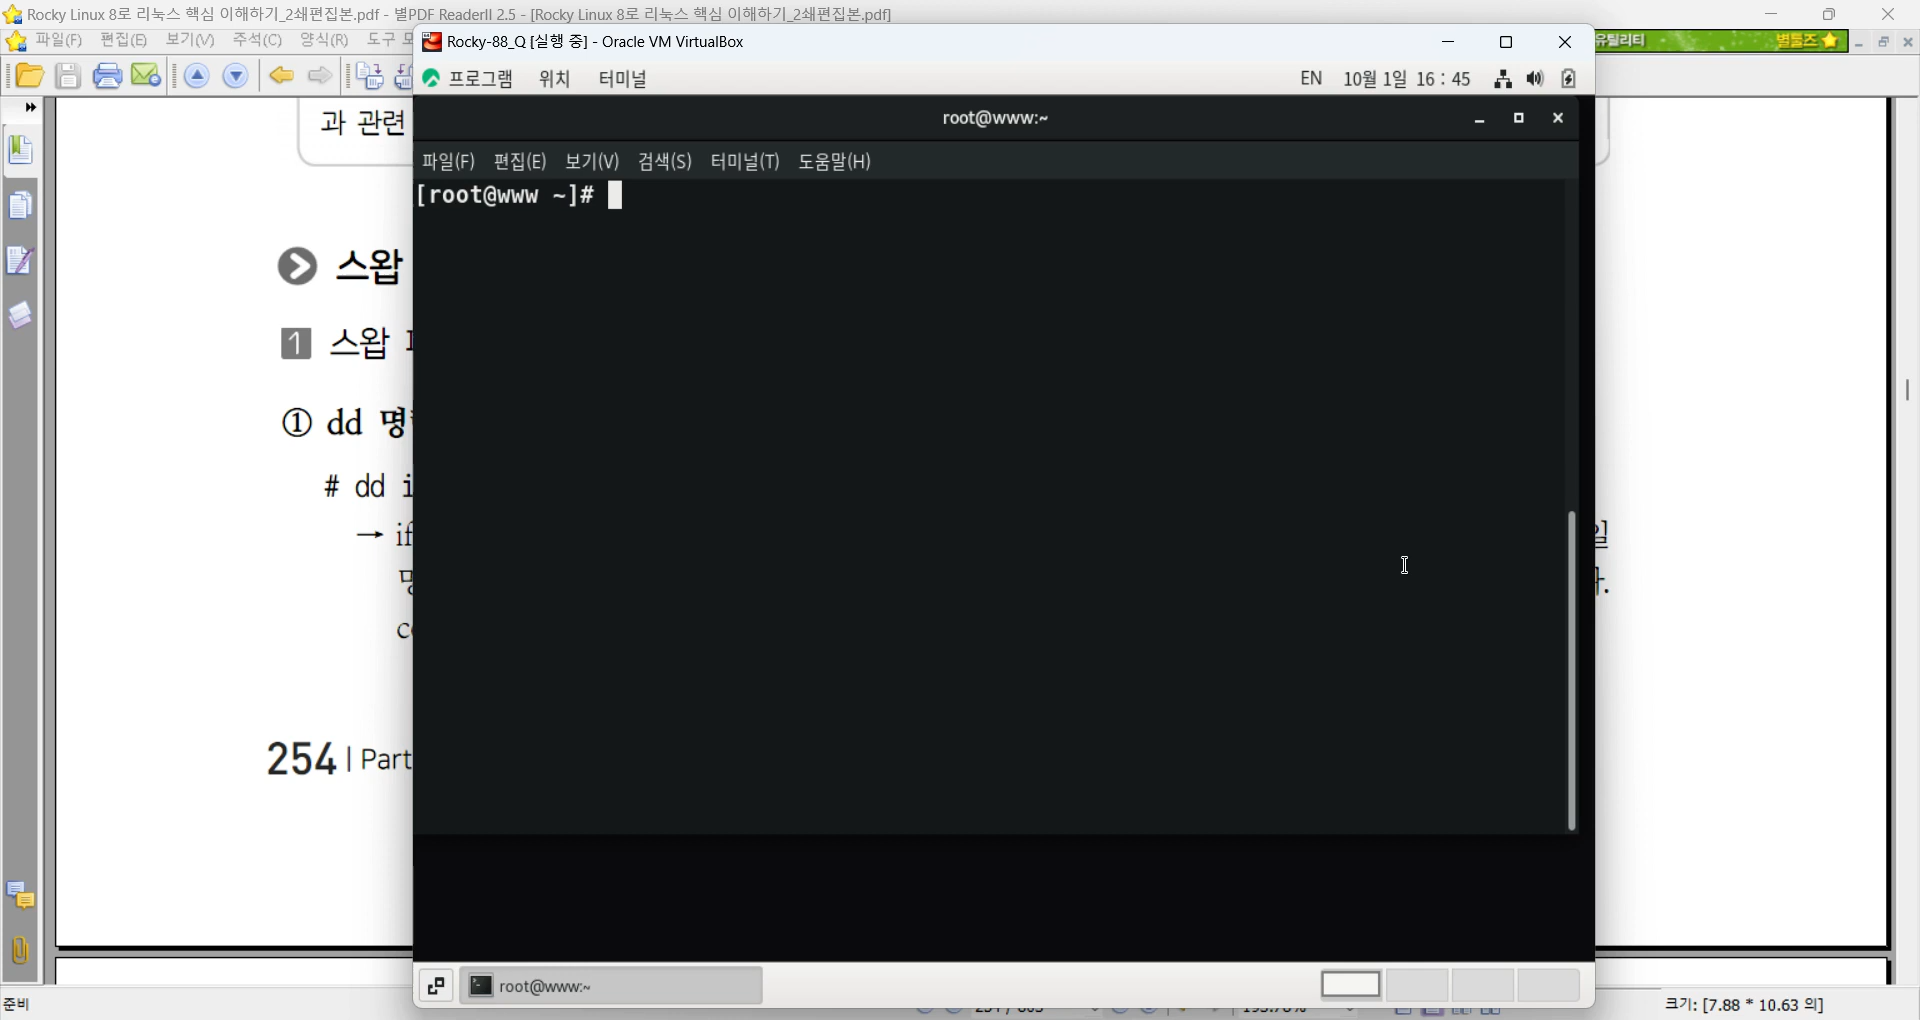 Rocky Linux 8로 리눅스 핵심 이해하기_2쇄편집본.pdf - 별PDF ReaderII 2.5 - [Rocky Linux 8로 리눅스 핵심 이해하기_2쇄편집본.pdf]
파일(F) 편집(E) 보기(V) 주석(C) 양식(R) 도구
Rocky-88_Q [실행 중] - Oracle VM VirtualBox
유틸리티 별툴즈
프로그램 위치 터미널 EN 10월 1일 16 : 45
과 관련
root@www:~
파일(F) 편집(E) 보기(V) 검색(S) 터미널(T) 도움말(H)
[root@www ~]#
스왑
1 스왑
① dd
# dd i
→ if
일
254 | Part
root@www:~
준비
크기: [7.88 * 10.63 의]